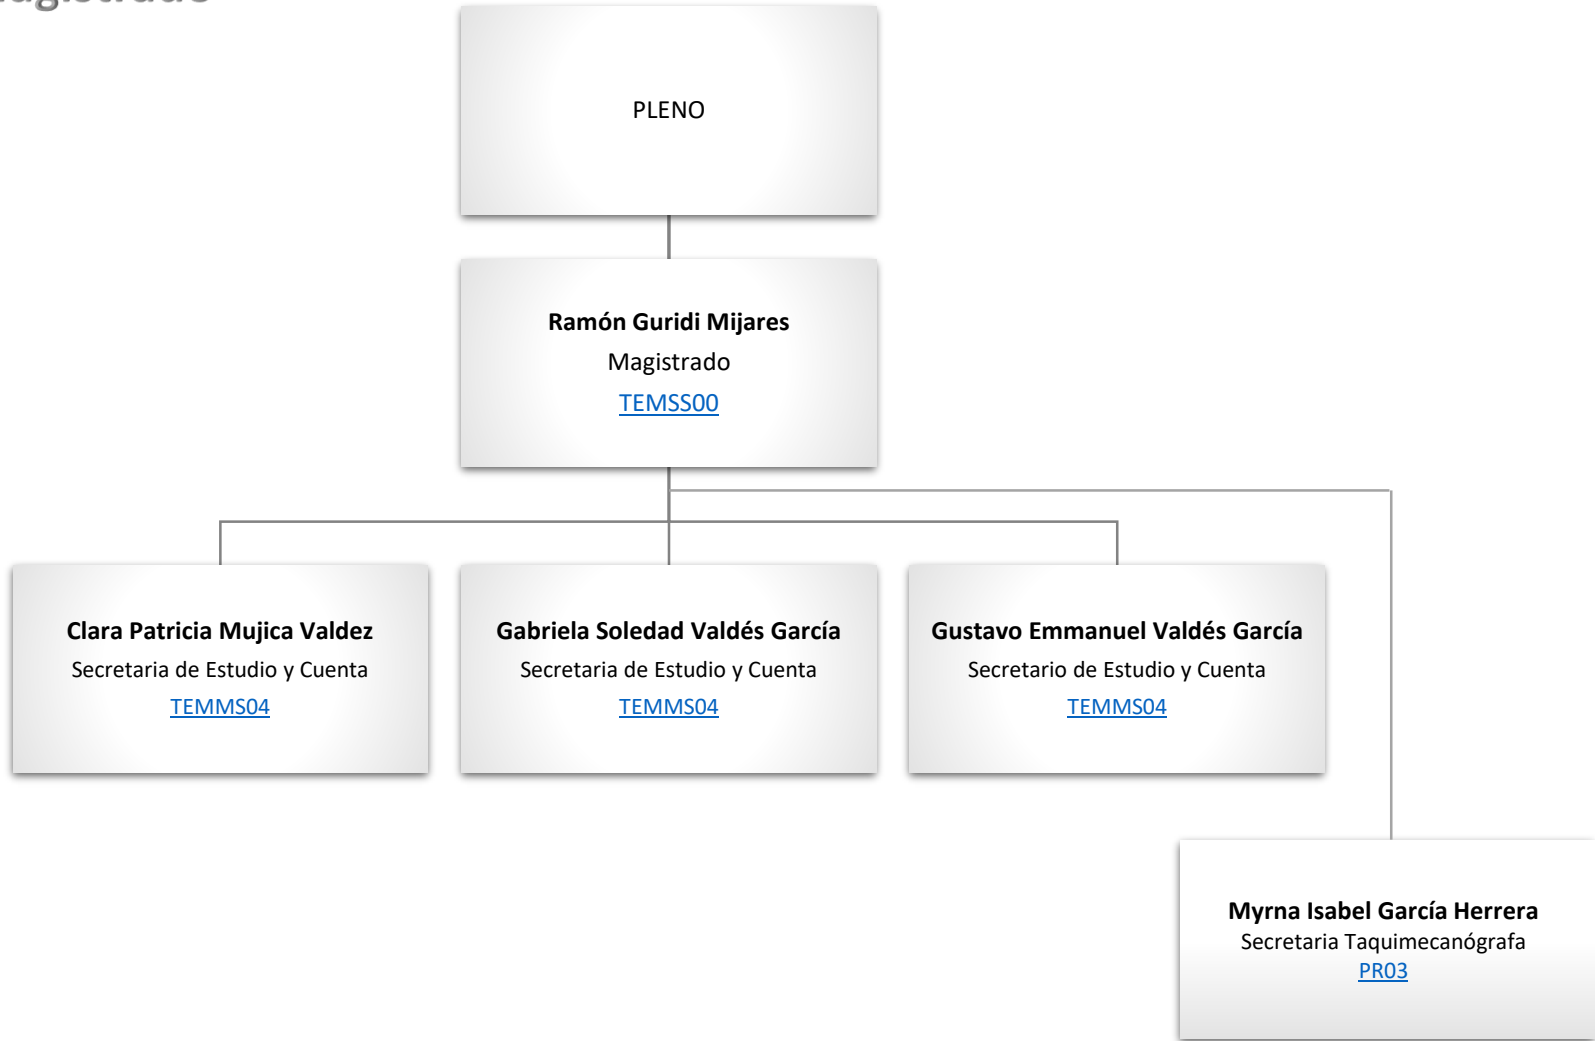 PLENO
Ramón Guridi Mijares
Magistrado
TEMSS00
Clara Patricia Mujica Valdez
Secretaria de Estudio y Cuenta
TEMMS04
Gabriela Soledad Valdés García
Secretaria de Estudio y Cuenta
TEMMS04
Gustavo Emmanuel Valdés García
Secretario de Estudio y Cuenta
TEMMS04
Myrna Isabel García Herrera
Secretaria Taquimecanógrafa
PR03